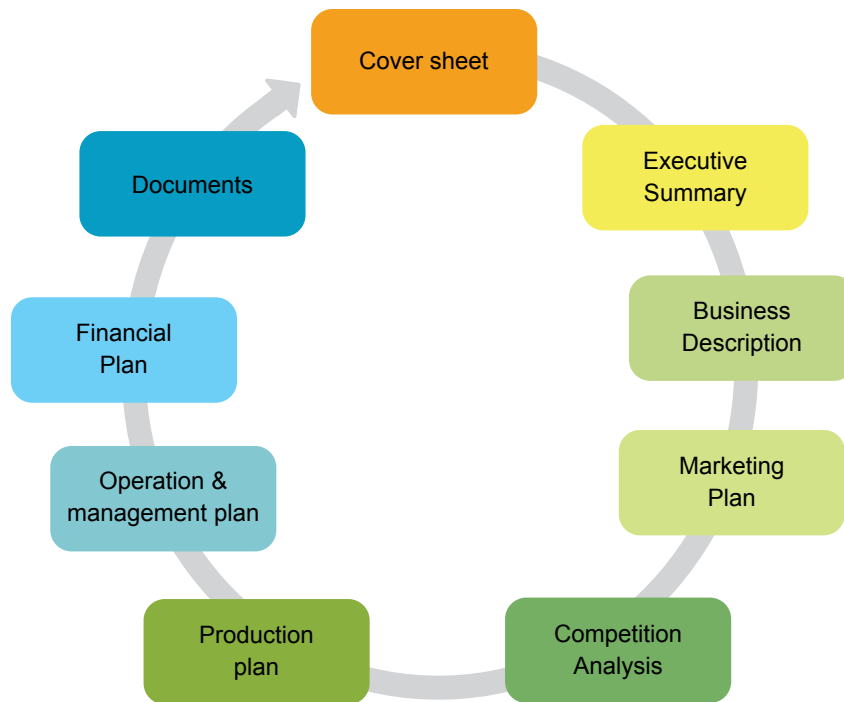 Cover sheet
Executive
Summary
Business
Description
Marketing
Plan
Competition
Analysis
Production
plan
Operation &
management plan
Financial
Plan
Documents